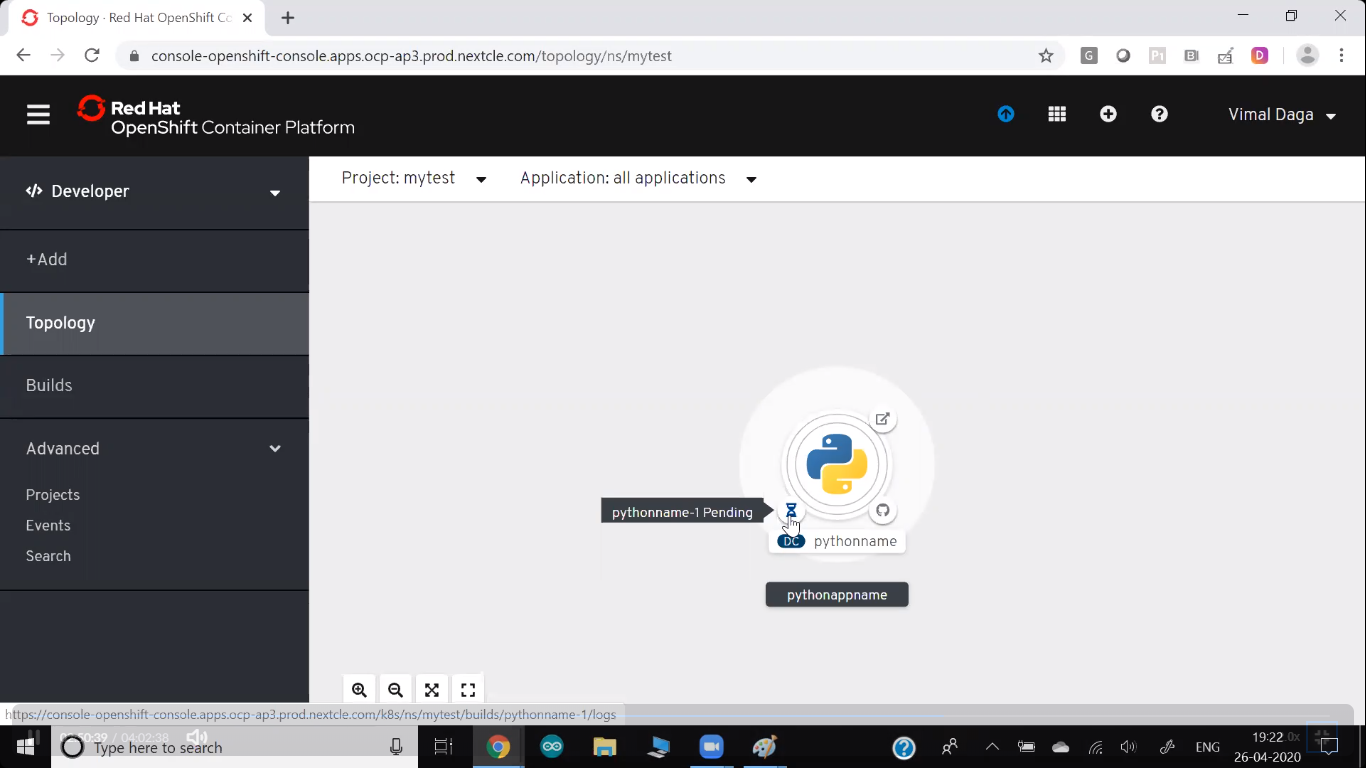 Topology · Red Hat OpenShift Co
console-openshift-console.apps.ocp-ap3.prod.nextcle.com/topology/ns/mytest
Red Hat
OpenShift Container Platform
Vimal Daga
Developer
Project: mytest
Application: all applications
+Add
Topology
Builds
Advanced
Projects
Events
Search
pythonname-1 Pending
DC pythonname
pythonappname
https://console-openshift-console.apps.ocp-ap3.prod.nextcle.com/k8s/ns/mytest/builds/pythonname-1/logs
:50:39 / 04:02:38
Type here to search
ENG
19:22
26-04-2020